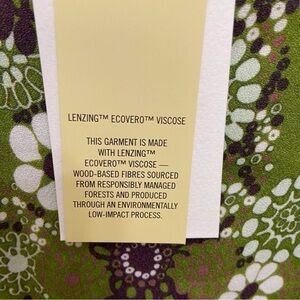 LENZING™ ECOVERO™ VISCOSE
THIS GARMENT IS MADE
WITH LENZING™
ECOVERO™ VISCOSE —
WOOD-BASED FIBRES SOURCED
FROM RESPONSIBLY MANAGED
FORESTS AND PRODUCED
THROUGH AN ENVIRONMENTALLY
LOW-IMPACT PROCESS.